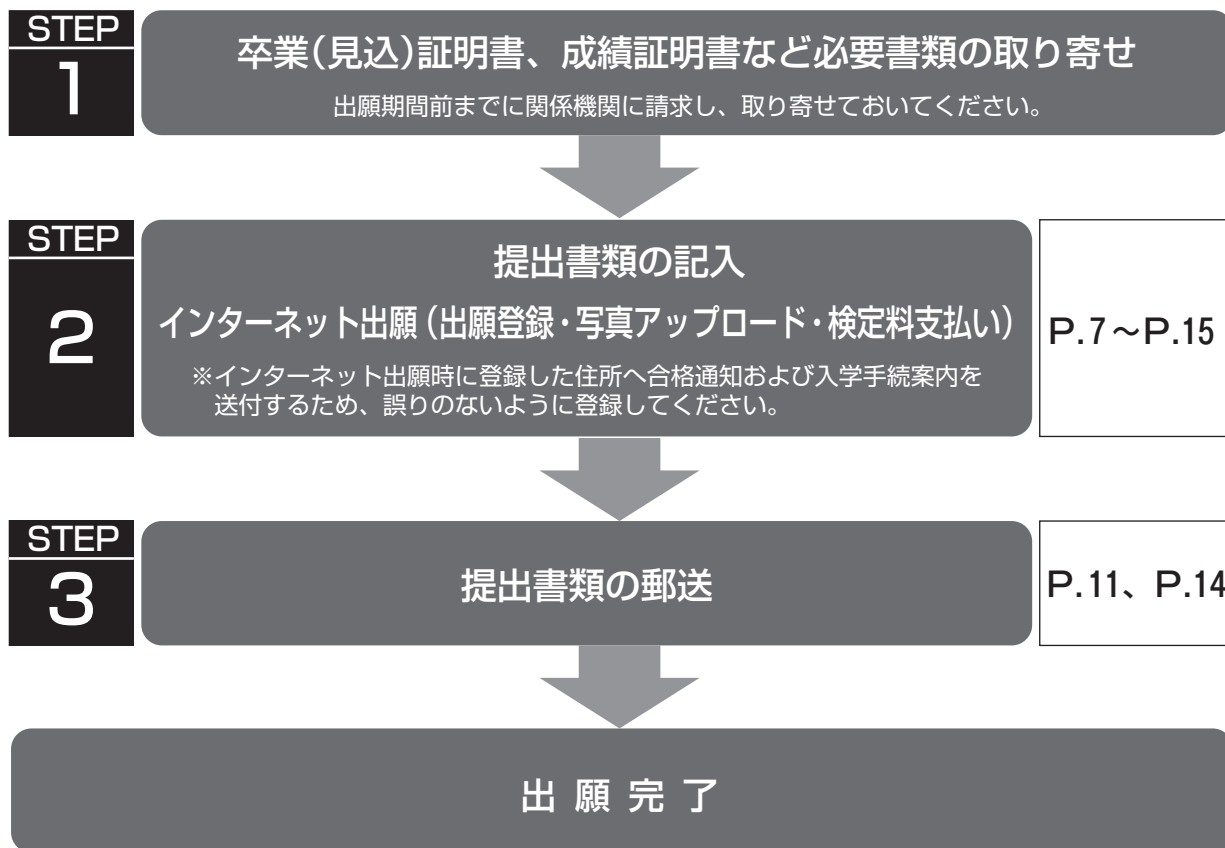 STEP
1
卒業(見込)証明書、成績証明書など必要書類の取り寄せ
出願期間前までに関係機関に請求し、取り寄せておいてください。
STEP
2
提出書類の記入
インターネット出願(出願登録・写真アップロード・検定料支払い)
※インターネット出願時に登録した住所へ合格通知および入学手続案内を
送付するため、誤りのないように登録してください。
P.7～P.15
STEP
3
提出書類の郵送
P.11、P.14
出願完了